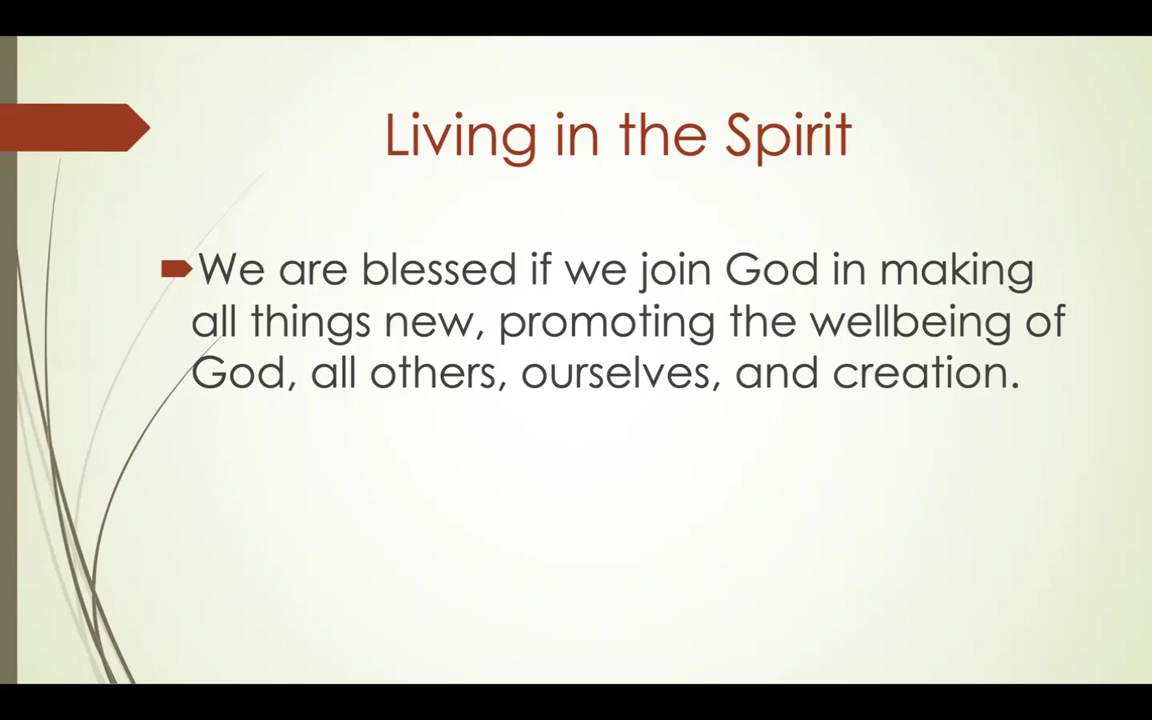 Living in the Spirit
We are blessed if we join God in making
all things new, promoting the wellbeing of
God, all others, ourselves, and creation.